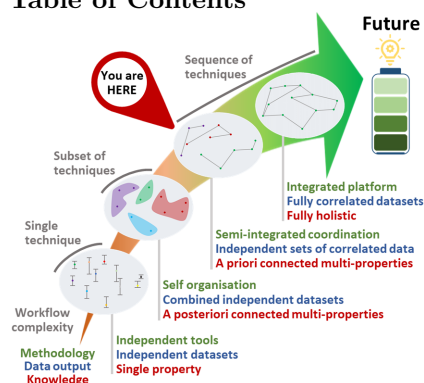 Table of Contents
Future
You are
HERE
Sequence of
techniques
Subset of
techniques
Single
technique
Integrated platform
Fully correlated datasets
Fully holistic
Semi-integrated coordination
Independent sets of correlated data
A priori connected multi-properties
Self organisation
Combined independent datasets
A posteriori connected multi-properties
Workflow
complexity
Independent tools
Independent datasets
Single property
Methodology
Data output
Knowledge